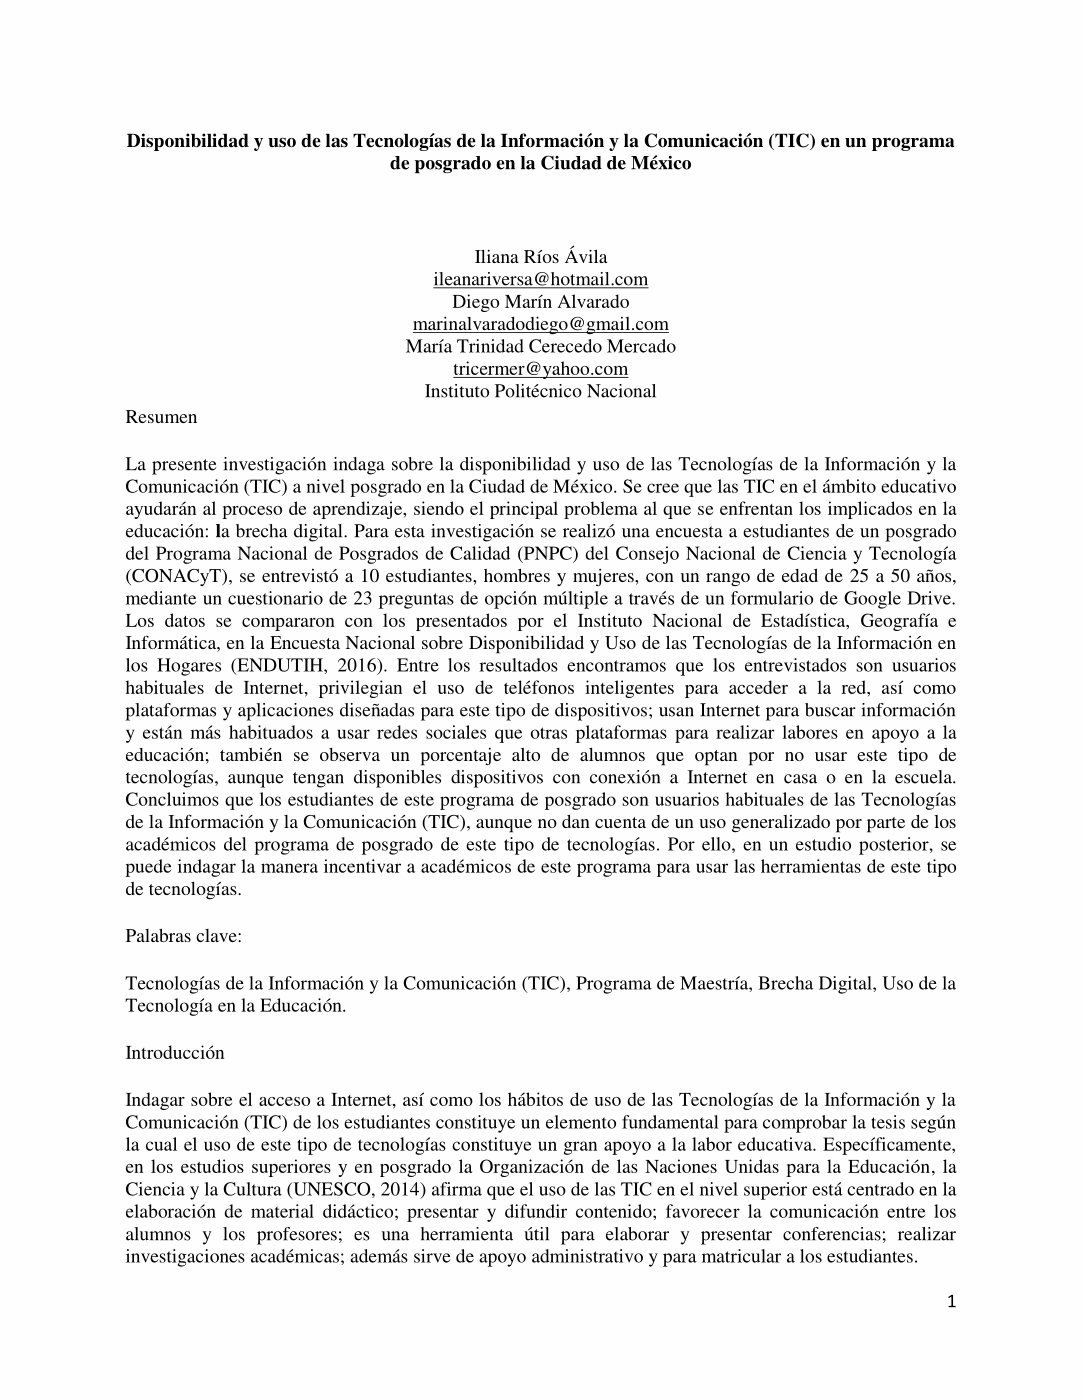 Disponibilidad y uso de las Tecnologías de la Información y la Comunicación (TIC) en un programa
de posgrado en la Ciudad de México
Iliana Ríos Ávila
ileanariversa@hotmail.com
Diego Marín Alvarado
marinalvaradodiego@gmail.com
María Trinidad Cerecedo Mercado
tricermer@yahoo.com
Instituto Politécnico Nacional
Resumen
La presente investigación indaga sobre la disponibilidad y uso de las Tecnologías de la Información y la
Comunicación (TIC) a nivel posgrado en la Ciudad de México. Se cree que las TIC en el ámbito educativo
ayudarán al proceso de aprendizaje, siendo el principal problema al que se enfrentan los implicados en la
educación: la brecha digital. Para esta investigación se realizó una encuesta a estudiantes de un posgrado
del Programa Nacional de Posgrados de Calidad (PNPC) del Consejo Nacional de Ciencia y Tecnología
(CONACyT), se entrevistó a 10 estudiantes, hombres y mujeres, con un rango de edad de 25 a 50 años,
mediante un cuestionario de 23 preguntas de opción múltiple a través de un formulario de Google Drive.
Los datos se compararon con los presentados por el Instituto Nacional de Estadística, Geografía e
Informática, en la Encuesta Nacional sobre Disponibilidad y Uso de las Tecnologías de la Información en
los Hogares (ENDUTIH, 2016). Entre los resultados encontramos que los entrevistados son usuarios
habituales de Internet, privilegian el uso de teléfonos inteligentes para acceder a la red, así como
plataformas y aplicaciones diseñadas para este tipo de dispositivos; usan Internet para buscar información
y están más habituados a usar redes sociales que otras plataformas para realizar labores en apoyo a la
educación; también se observa un porcentaje alto de alumnos que optan por no usar este tipo de
tecnologías, aunque tengan disponibles dispositivos con conexión a Internet en casa o en la escuela.
Concluimos que los estudiantes de este programa de posgrado son usuarios habituales de las Tecnologías
de la Información y la Comunicación (TIC), aunque no dan cuenta de un uso generalizado por parte de los
académicos del programa de posgrado de este tipo de tecnologías. Por ello, en un estudio posterior, se
puede indagar la manera incentivar a académicos de este programa para usar las herramientas de este tipo
de tecnologías.
Palabras clave:
Tecnologías de la Información y la Comunicación (TIC), Programa de Maestría, Brecha Digital, Uso de la
Tecnología en la Educación.
Introducción
Indagar sobre el acceso a Internet, así como los hábitos de uso de las Tecnologías de la Información y la
Comunicación (TIC) de los estudiantes constituye un elemento fundamental para comprobar la tesis según
la cual el uso de este tipo de tecnologías constituye un gran apoyo a la labor educativa. Específicamente,
en los estudios superiores y en posgrado la Organización de las Naciones Unidas para la Educación, la
Ciencia y la Cultura (UNESCO, 2014) afirma que el uso de las TIC en el nivel superior está centrado en la
elaboración de material didáctico; presentar y difundir contenido; favorecer la comunicación entre los
alumnos y los profesores; es una herramienta útil para elaborar y presentar conferencias; realizar
investigaciones académicas; además sirve de apoyo administrativo y para matricular a los estudiantes.
1